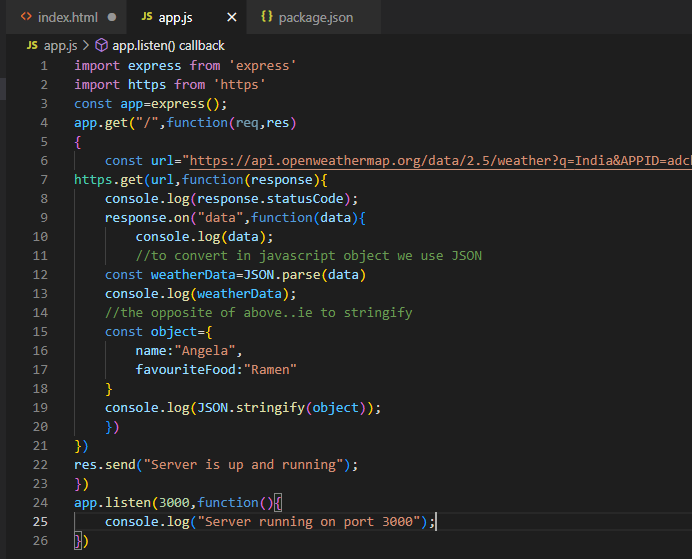 index.html
JS app.js
{} package.json
JS app.js > app.listen() callback
1 import express from 'express'
2 import https from 'https'
3 const app=express();
4 app.get("/",function(req,res)
5 {
6 const url="https://api.openweathermap.org/data/2.5/weather?q=India&APPID=adcl
7 https.get(url,function(response){
8 console.log(response.statusCode);
9 response.on("data",function(data){
10 console.log(data);
11 //to convert in javascript object we use JSON
12 const weatherData=JSON.parse(data)
13 console.log(weatherData);
14 //the opposite of above..ie to stringify
15 const object={
16 name:"Angela",
17 favouriteFood:"Ramen"
18 }
19 console.log(JSON.stringify(object));
20 })
21 })
22 res.send("Server is up and running");
23 })
24 app.listen(3000,function(){
25 console.log("Server running on port 3000");
26 })